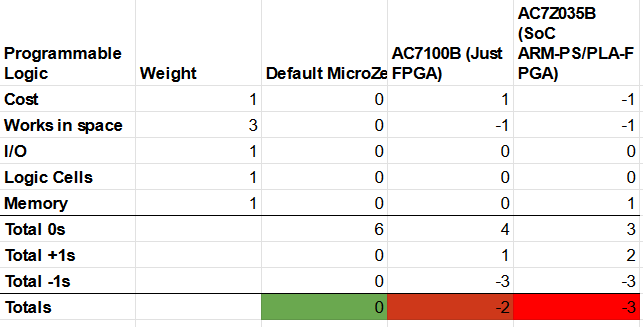 Programmable Logic Weight Default MicroZe AC7100B (Just FPGA) AC7Z035B (SoC ARM-PS/PLA-F PGA)
Cost 1 0 1 -1
Works in space 3 0 -1 -1
I/O 1 0 0 0
Logic Cells 1 0 0 0
Memory 1 0 0 1
Total 0s 6 4 3
Total +1s 0 1 2
Total -1s 0 -3 -3
Totals 0 -2 -3